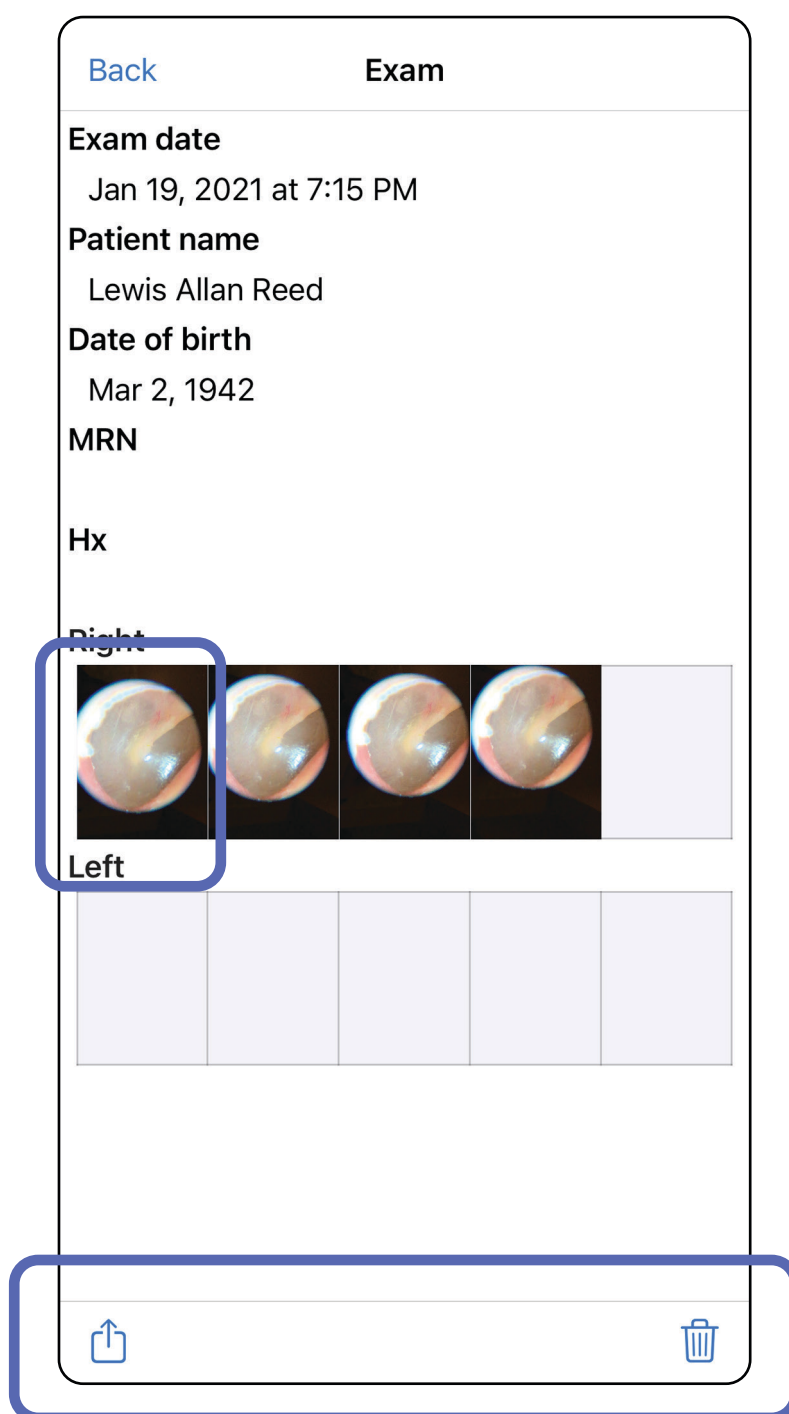 Back Exam
Exam date
Jan 19, 2021 at 7:15 PM
Patient name
Lewis Allan Reed
Date of birth
Mar 2, 1942
MRN
Hx
Right
Left